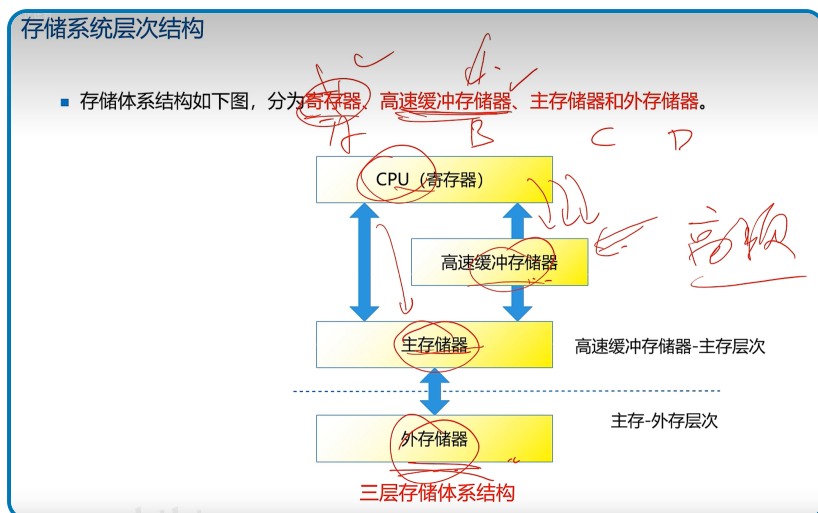 存储系统层次结构
■ 存储体系结构如下图，分为寄存器、高速缓冲存储器、主存储器和外存储器。
A B C D
CPU（寄存器）
高速缓冲存储器
高频
主存储器
高速缓冲存储器-主存层次
主存-外存层次
外存储器
三层存储体系结构